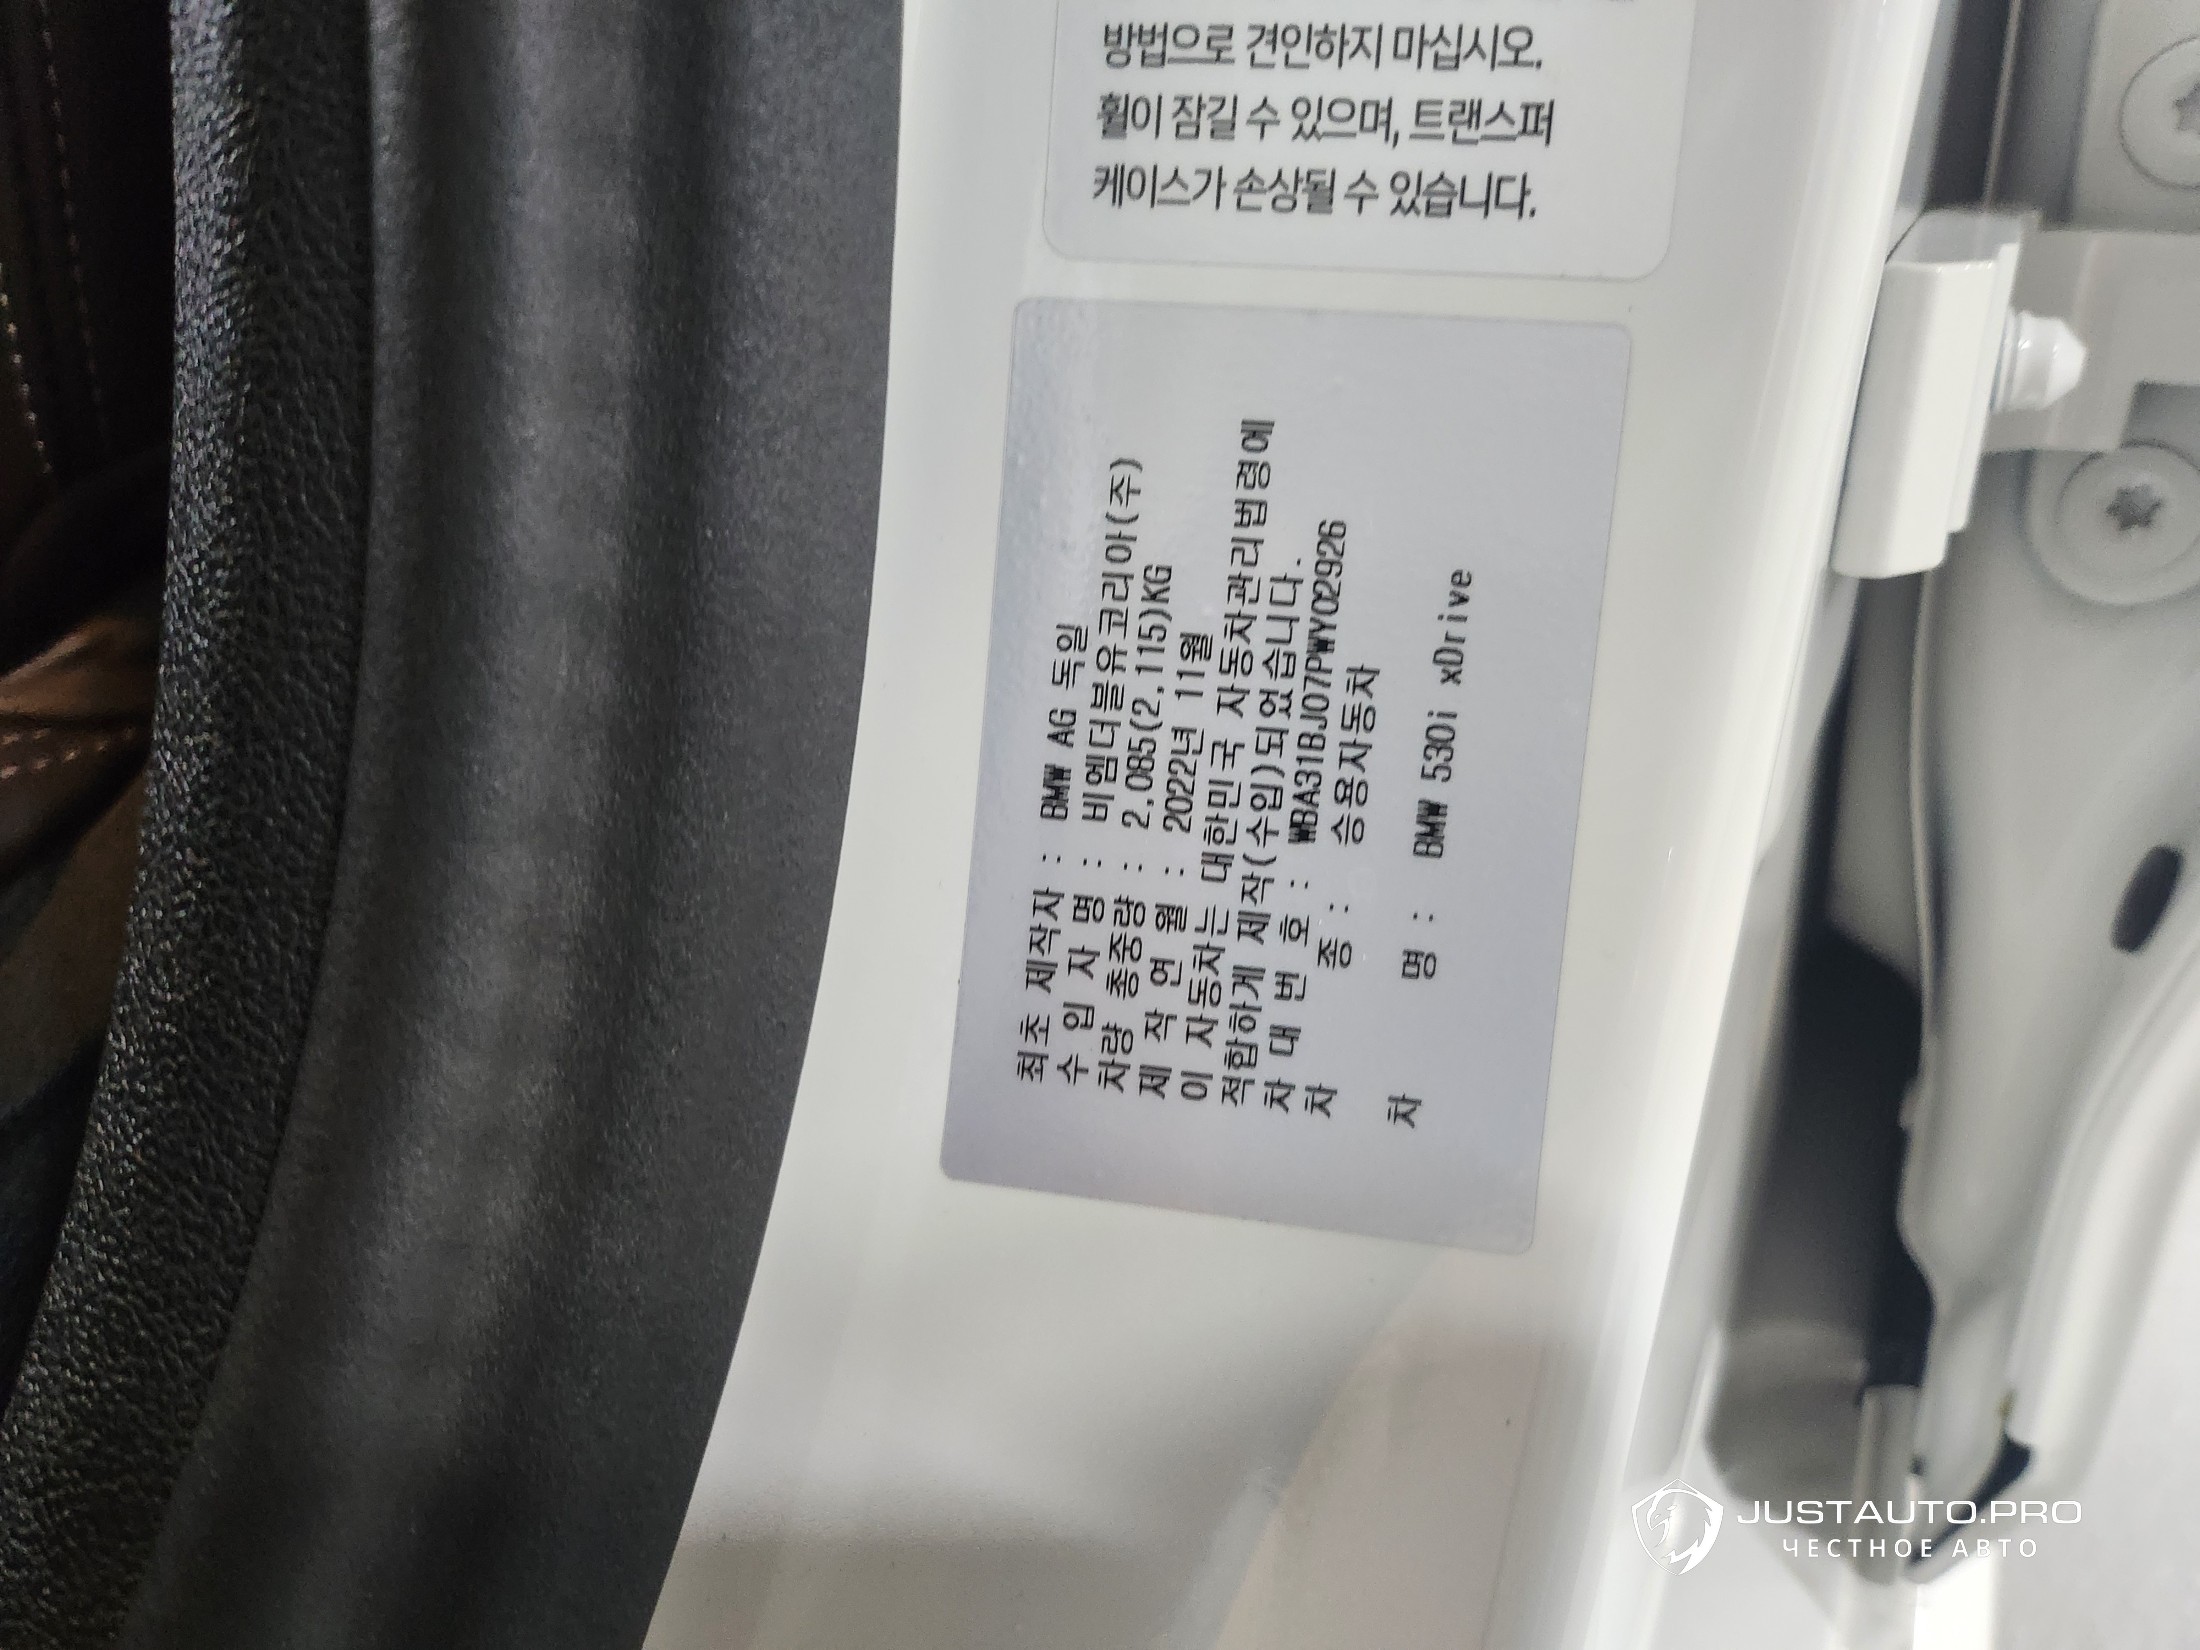 방법으로 견인하지 마십시오.
휠이 잠길 수 있으며, 트랜스퍼
케이스가 손상될 수 있습니다.
최초 제작자 : BMW AG 독일
수 입 자 명 : 비엠더블유코리아(주)
차량 총중량 : 2,085(2,115)KG
제 작 연 월 : 2022년 11월
이 자동차는 대한민국 자동차관리법령에
적합하게 제작(수입)되었습니다.
차 대 번 호 : WBA31BJ07PWY02926
차 종 : 승용자동차
차 명 : BMW 530i xDrive
JUSTAUTO.PRO
ЧЕСТНОЕ АВТО